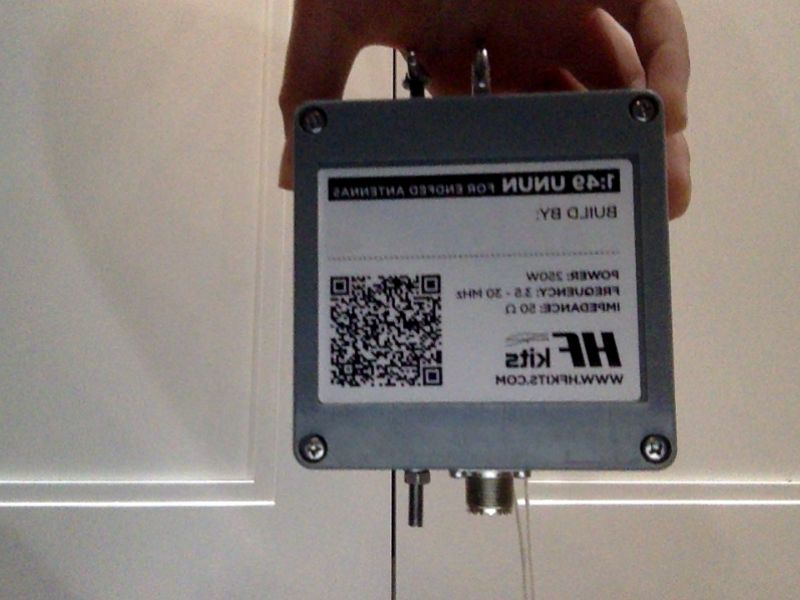 1:49 UNUN FOR ENDFED ANTENNAS
BUILD BY:
POWER: 250W
FREQUENCY: 3.5 - 30 MHz
IMPEDANCE: 50 Ω
HF kits
WWW.HFKITS.COM